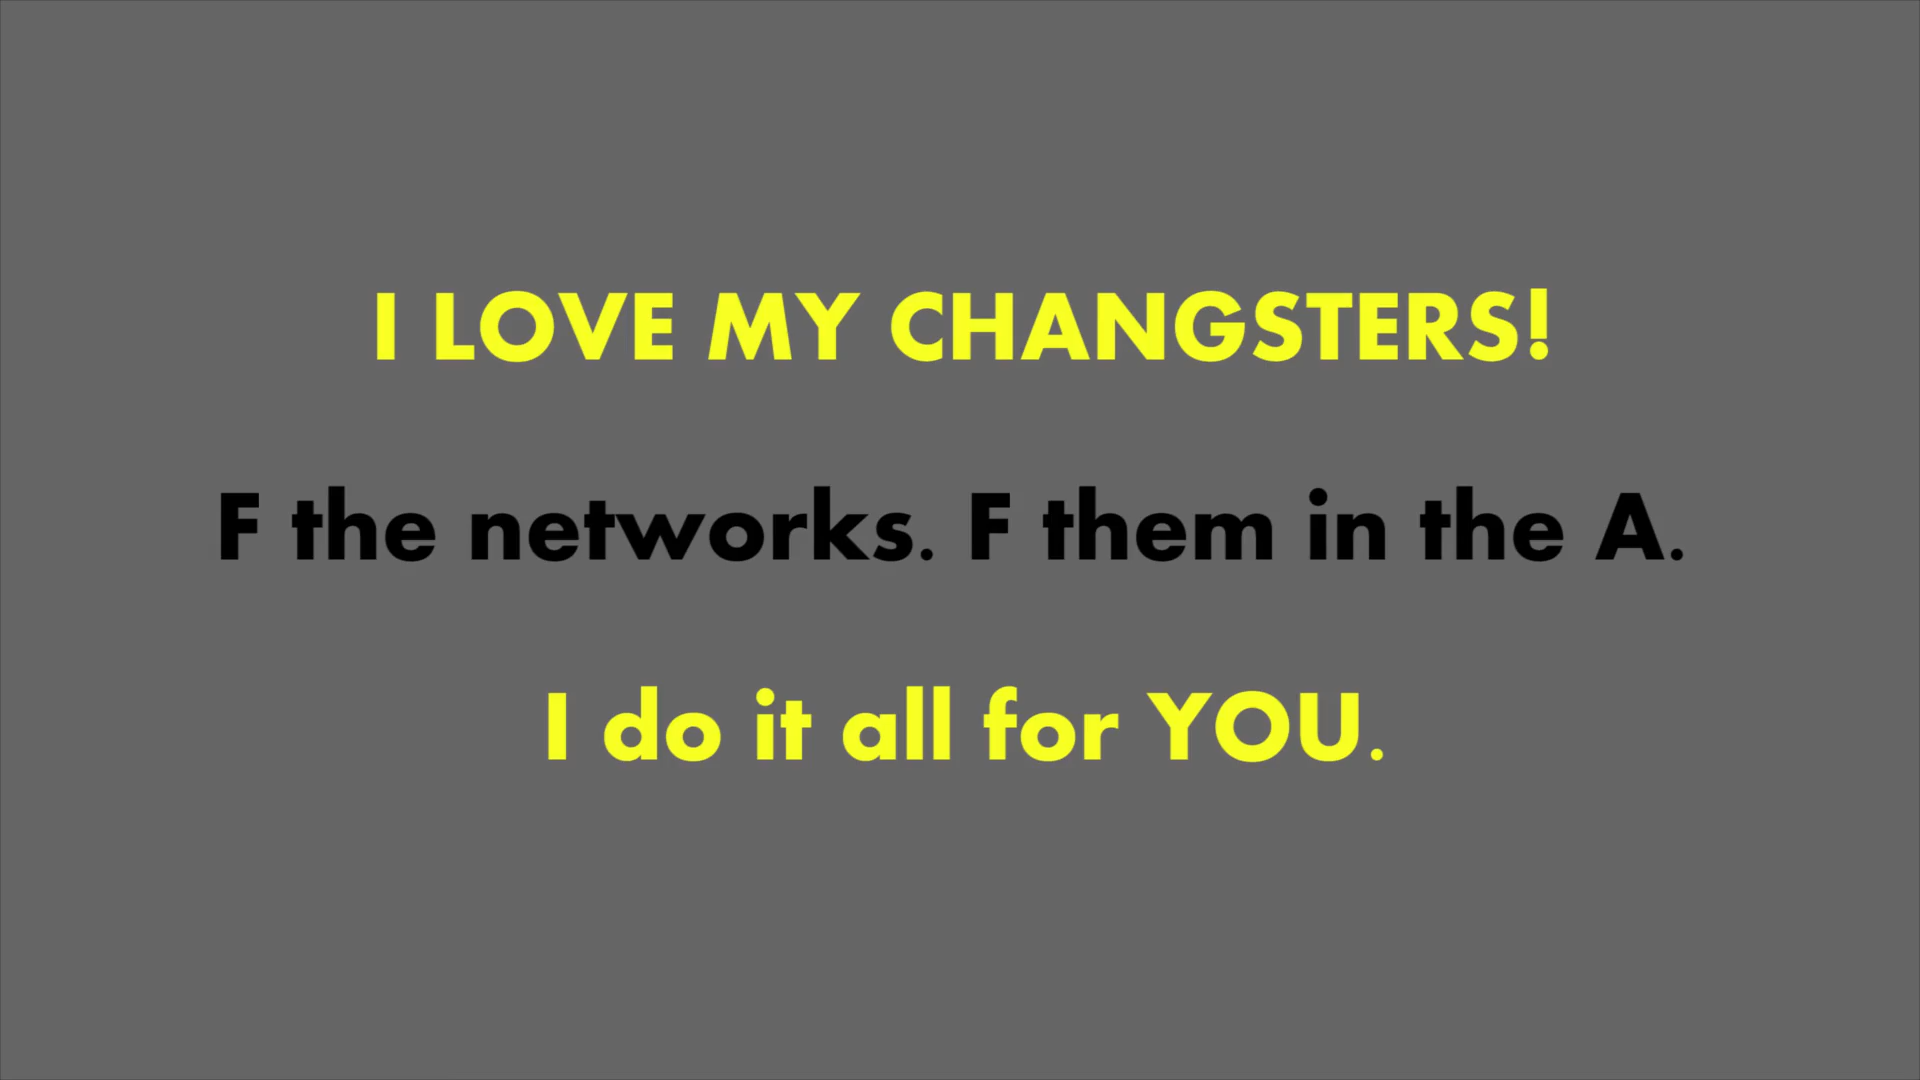 I LOVE MY CHANGSTERS!
F the networks. F them in the A.
I do it all for YOU.